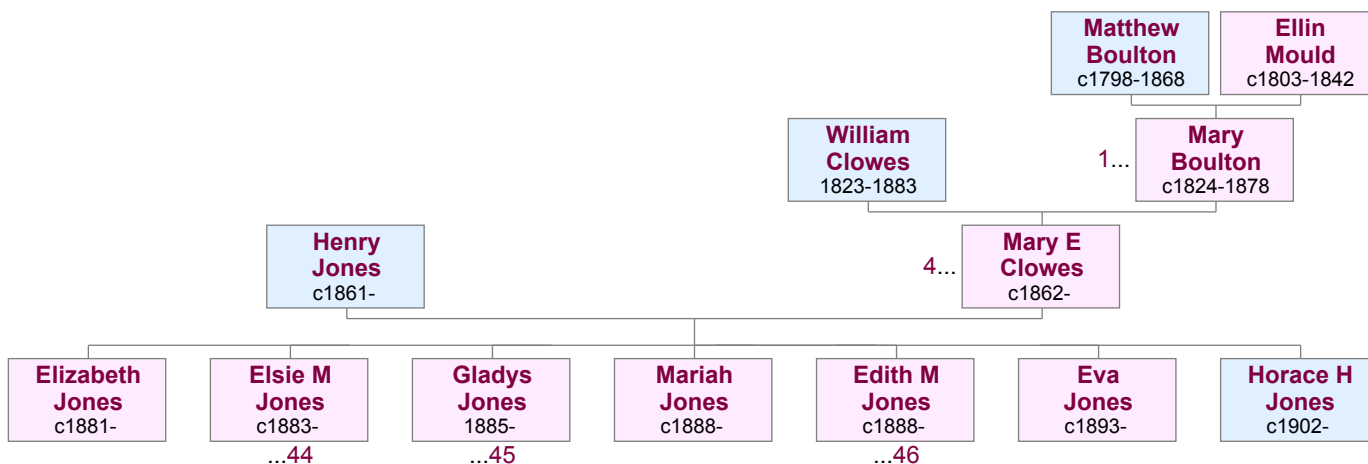 Matthew
Boulton
c1798-1868
Ellin
Mould
c1803-1842
William
Clowes
1823-1883
1...
Mary
Boulton
c1824-1878
Henry
Jones
c1861-
4...
Mary E
Clowes
c1862-
Elizabeth
Jones
c1881-
Elsie M
Jones
c1883-
...44
Gladys
Jones
1885-
...45
Mariah
Jones
c1888-
Edith M
Jones
c1888-
...46
Eva
Jones
c1893-
Horace H
Jones
c1902-